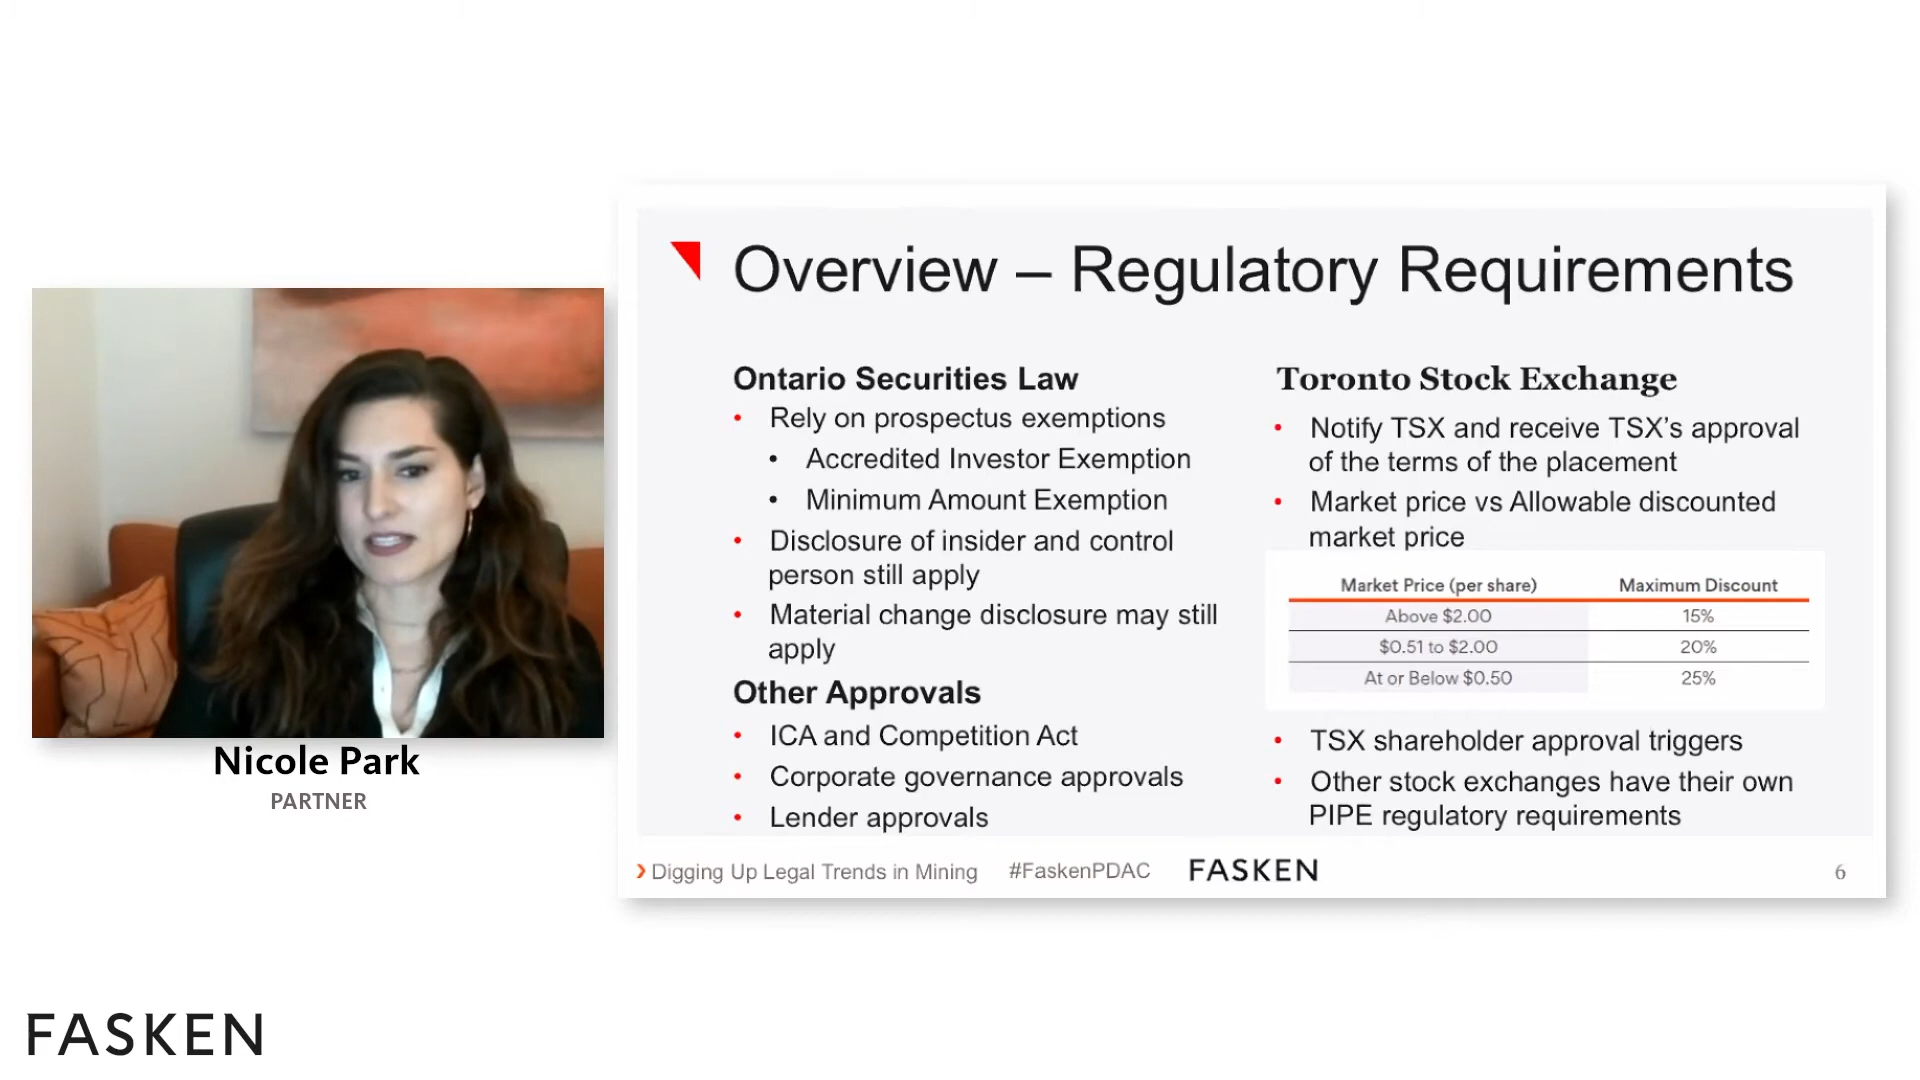 Overview – Regulatory Requirements
Ontario Securities Law
• Rely on prospectus exemptions
• Accredited Investor Exemption
• Minimum Amount Exemption
• Disclosure of insider and control
person still apply
• Material change disclosure may still
apply
Other Approvals
• ICA and Competition Act
• Corporate governance approvals
• Lender approvals
Toronto Stock Exchange
• Notify TSX and receive TSX’s approval
of the terms of the placement
• Market price vs Allowable discounted
market price
Market Price (per share) Maximum Discount
Above $2.00 15%
$0.51 to $2.00 20%
At or Below $0.50 25%
• TSX shareholder approval triggers
• Other stock exchanges have their own
PIPE regulatory requirements
Digging Up Legal Trends in Mining #FaskenPDAC FASKEN 6
Nicole Park
PARTNER
FASKEN